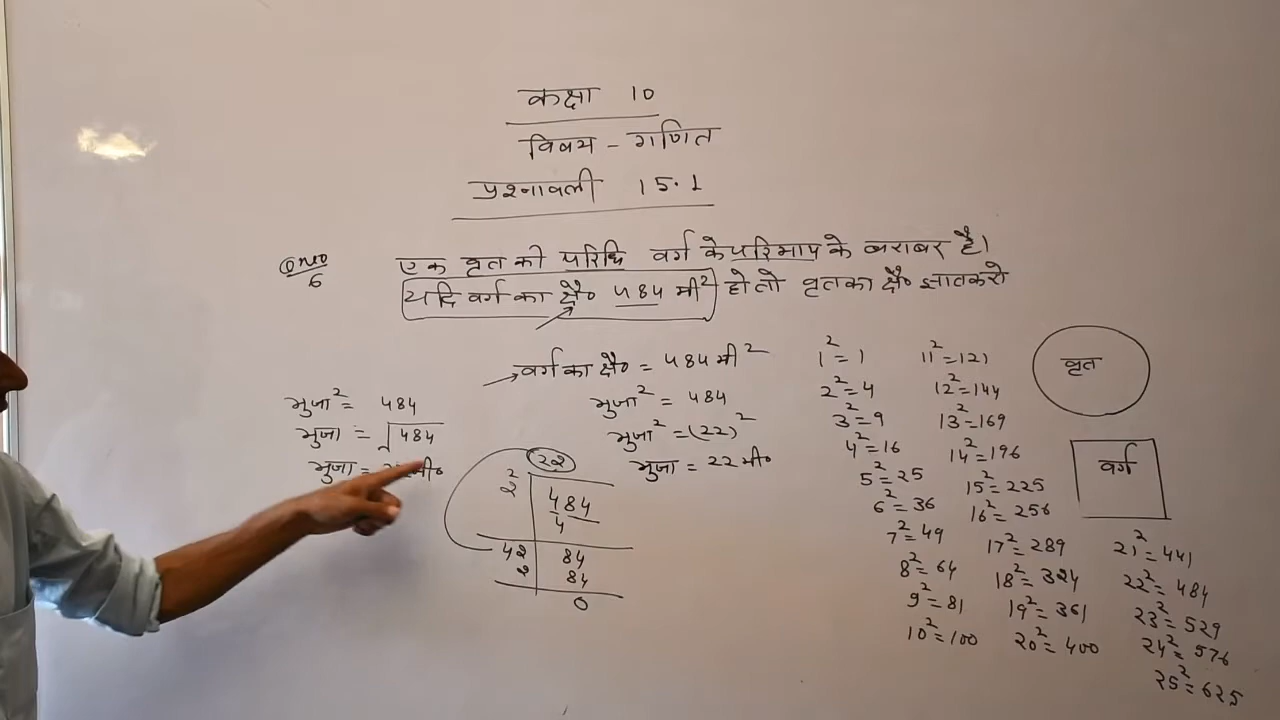 कक्षा 10
विषय - गणित
प्रश्नावली 15.1
Q no 6
एक वृत की परिधि वर्ग के परिमाप के बराबर है।
यदि वर्ग का क्षै० 484 मी² हो तो वृत का क्षै० ज्ञात करो
वर्ग का क्षै० = 484 मी²
भुजा² = 484
भुजा² = (22)²
भुजा = 22 मी०
भुजा² = 484
भुजा = √484
भुजा = मी०
22
2
2 484
4
42 84
2 84
0
1² = 1
2² = 4
3² = 9
4² = 16
5² = 25
6² = 36
7² = 49
8² = 64
9² = 81
10² = 100
11² = 121
12² = 144
13² = 169
14² = 196
15² = 225
16² = 256
17² = 289
18² = 324
19² = 361
20² = 400
वृत
वर्ग
21² = 441
22² = 484
23² = 529
24² = 576
25² = 625